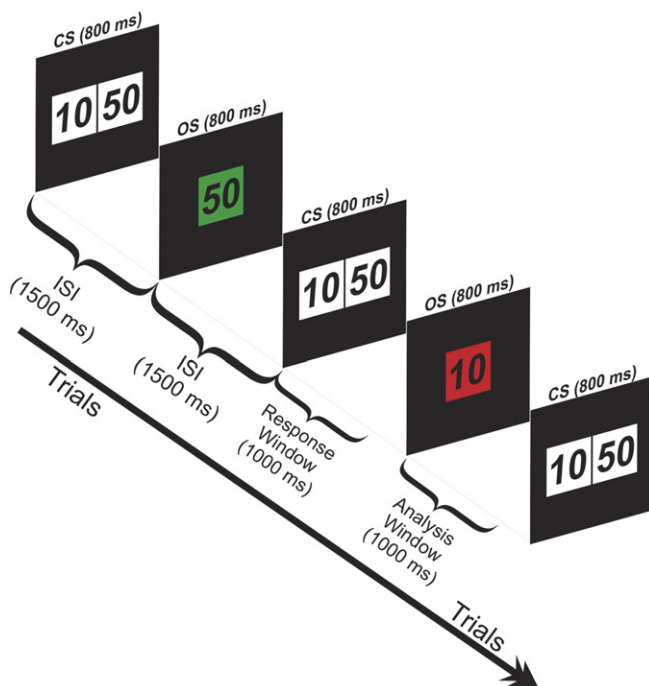 CS (800 ms)
10 50
OS (800 ms)
50
CS (800 ms)
10 50
OS (800 ms)
10
CS (800 ms)
10 50
ISI
(1500 ms)
ISI
(1500 ms)
Response
Window
(1000 ms)
Analysis
Window
(1000 ms)
Trials
Trials